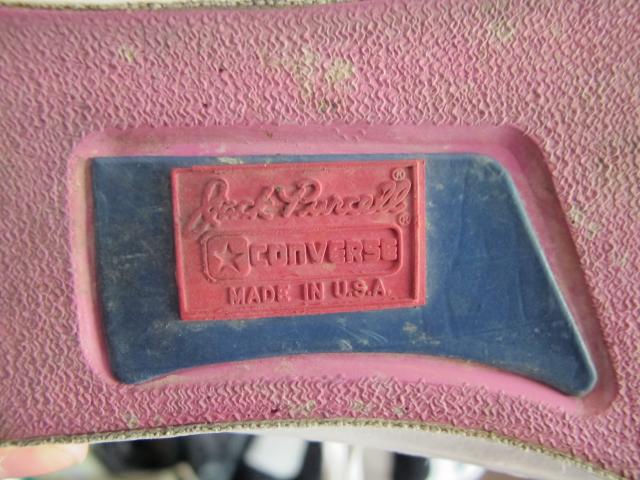 Jack Purcell®
®
CONVERSE
MADE IN U.S.A.